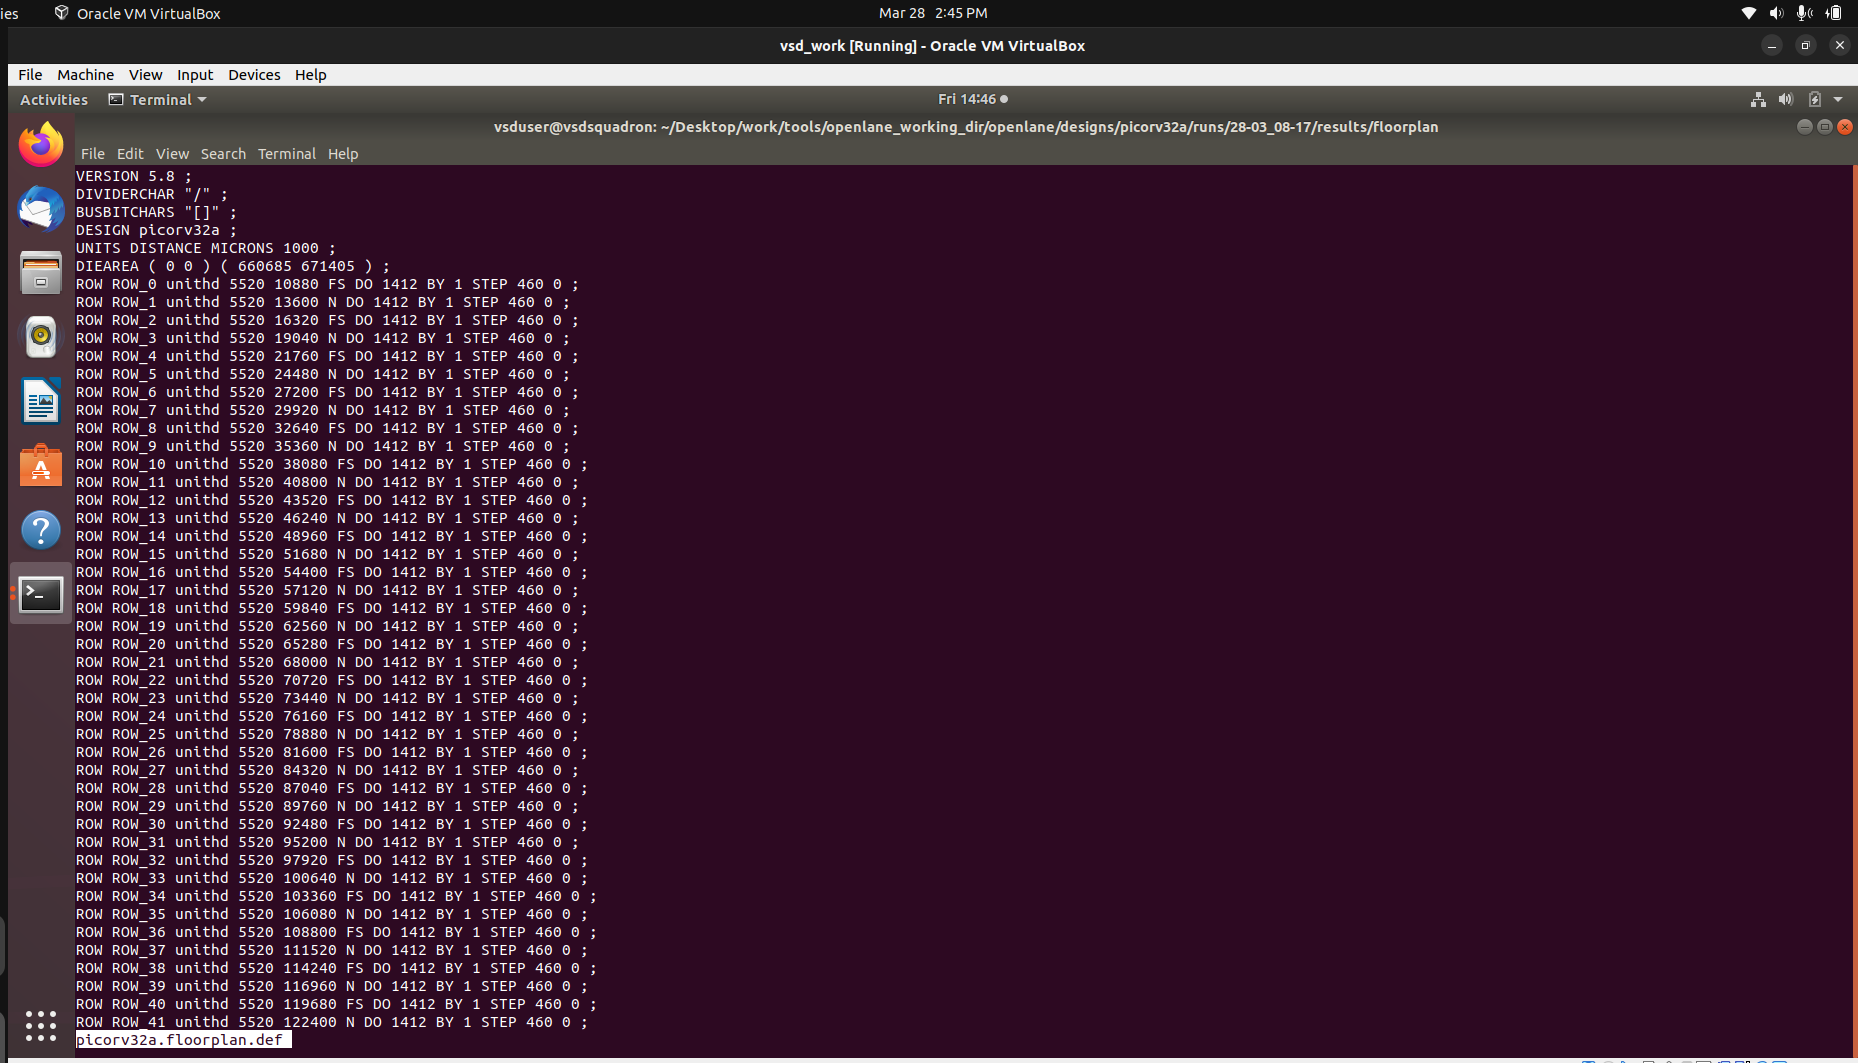 ies
Oracle VM VirtualBox
Mar 28 2:45 PM
vsd_work [Running] - Oracle VM VirtualBox
File Machine View Input Devices Help
Activities
Terminal
Fri 14:46
vsduser@vsdsquadron: ~/Desktop/work/tools/openlane_working_dir/openlane/designs/picorv32a/runs/28-03_08-17/results/floorplan
File Edit View Search Terminal Help
VERSION 5.8 ;
DIVIDERCHAR "/" ;
BUSBITCHARS "[]" ;
DESIGN picorv32a ;
UNITS DISTANCE MICRONS 1000 ;
DIEAREA ( 0 0 ) ( 660685 671405 ) ;
ROW ROW_0 unithd 5520 10880 FS DO 1412 BY 1 STEP 460 0 ;
ROW ROW_1 unithd 5520 13600 N DO 1412 BY 1 STEP 460 0 ;
ROW ROW_2 unithd 5520 16320 FS DO 1412 BY 1 STEP 460 0 ;
ROW ROW_3 unithd 5520 19040 N DO 1412 BY 1 STEP 460 0 ;
ROW ROW_4 unithd 5520 21760 FS DO 1412 BY 1 STEP 460 0 ;
ROW ROW_5 unithd 5520 24480 N DO 1412 BY 1 STEP 460 0 ;
ROW ROW_6 unithd 5520 27200 FS DO 1412 BY 1 STEP 460 0 ;
ROW ROW_7 unithd 5520 29920 N DO 1412 BY 1 STEP 460 0 ;
ROW ROW_8 unithd 5520 32640 FS DO 1412 BY 1 STEP 460 0 ;
ROW ROW_9 unithd 5520 35360 N DO 1412 BY 1 STEP 460 0 ;
ROW ROW_10 unithd 5520 38080 FS DO 1412 BY 1 STEP 460 0 ;
ROW ROW_11 unithd 5520 40800 N DO 1412 BY 1 STEP 460 0 ;
ROW ROW_12 unithd 5520 43520 FS DO 1412 BY 1 STEP 460 0 ;
ROW ROW_13 unithd 5520 46240 N DO 1412 BY 1 STEP 460 0 ;
ROW ROW_14 unithd 5520 48960 FS DO 1412 BY 1 STEP 460 0 ;
ROW ROW_15 unithd 5520 51680 N DO 1412 BY 1 STEP 460 0 ;
ROW ROW_16 unithd 5520 54400 FS DO 1412 BY 1 STEP 460 0 ;
ROW ROW_17 unithd 5520 57120 N DO 1412 BY 1 STEP 460 0 ;
ROW ROW_18 unithd 5520 59840 FS DO 1412 BY 1 STEP 460 0 ;
ROW ROW_19 unithd 5520 62560 N DO 1412 BY 1 STEP 460 0 ;
ROW ROW_20 unithd 5520 65280 FS DO 1412 BY 1 STEP 460 0 ;
ROW ROW_21 unithd 5520 68000 N DO 1412 BY 1 STEP 460 0 ;
ROW ROW_22 unithd 5520 70720 FS DO 1412 BY 1 STEP 460 0 ;
ROW ROW_23 unithd 5520 73440 N DO 1412 BY 1 STEP 460 0 ;
ROW ROW_24 unithd 5520 76160 FS DO 1412 BY 1 STEP 460 0 ;
ROW ROW_25 unithd 5520 78880 N DO 1412 BY 1 STEP 460 0 ;
ROW ROW_26 unithd 5520 81600 FS DO 1412 BY 1 STEP 460 0 ;
ROW ROW_27 unithd 5520 84320 N DO 1412 BY 1 STEP 460 0 ;
ROW ROW_28 unithd 5520 87040 FS DO 1412 BY 1 STEP 460 0 ;
ROW ROW_29 unithd 5520 89760 N DO 1412 BY 1 STEP 460 0 ;
ROW ROW_30 unithd 5520 92480 FS DO 1412 BY 1 STEP 460 0 ;
ROW ROW_31 unithd 5520 95200 N DO 1412 BY 1 STEP 460 0 ;
ROW ROW_32 unithd 5520 97920 FS DO 1412 BY 1 STEP 460 0 ;
ROW ROW_33 unithd 5520 100640 N DO 1412 BY 1 STEP 460 0 ;
ROW ROW_34 unithd 5520 103360 FS DO 1412 BY 1 STEP 460 0 ;
ROW ROW_35 unithd 5520 106080 N DO 1412 BY 1 STEP 460 0 ;
ROW ROW_36 unithd 5520 108800 FS DO 1412 BY 1 STEP 460 0 ;
ROW ROW_37 unithd 5520 111520 N DO 1412 BY 1 STEP 460 0 ;
ROW ROW_38 unithd 5520 114240 FS DO 1412 BY 1 STEP 460 0 ;
ROW ROW_39 unithd 5520 116960 N DO 1412 BY 1 STEP 460 0 ;
ROW ROW_40 unithd 5520 119680 FS DO 1412 BY 1 STEP 460 0 ;
ROW ROW_41 unithd 5520 122400 N DO 1412 BY 1 STEP 460 0 ;
picorv32a.floorplan.def